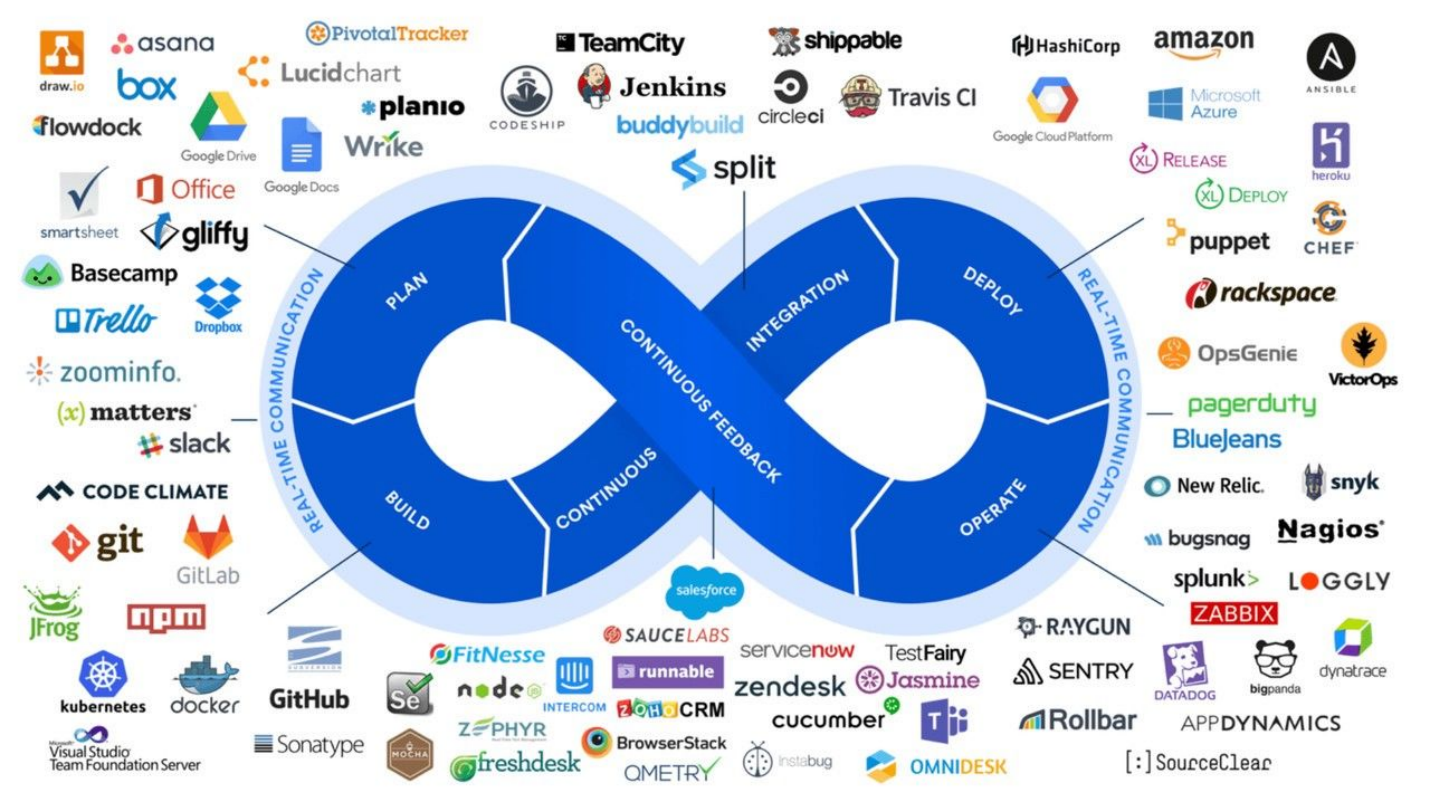 draw.io
asana
box
PivotalTracker
Lucidchart
planio
flowdock
Google Drive
Google Docs
Wrike
smartsheet
Office
gliffy
Basecamp
Trello
Dropbox
TC
TeamCity
shippable
CODESHIP
Jenkins
circleci
Travis CI
buddybuild
split
HashiCorp
amazon
A
ANSIBLE
Google Cloud Platform
Microsoft
Azure
XL RELEASE
heroku
XL DEPLOY
puppet
CHEF
rackspace
PLAN
INTEGRATION
DEPLOY
CONTINUOUS FEEDBACK
BUILD
CONTINUOUS
OPERATE
REAL-TIME COMMUNICATION
REAL-TIME COMMUNICATION
zoominfo.
(x) matters
slack
OpsGenie
VictorOps
pagerduty
BlueJeans
CODE CLIMATE
git
GitLab
JFrog
npm
kubernetes
docker
SUBVERSION
GitHub
Microsoft
Visual Studio
Team Foundation Server
Sonatype
salesforce
SAUCELABS
FitNesse
Se
node
JS
INTERCOM
runnable
servicenow
TestFairy
zendesk
Jasmine
ZOHO CRM
cucumber
T
ZEPHYR
MOCHA
freshdesk
BrowserStack
QMETRY
instabug
OMNIDESK
New Relic.
snyk
bugsnag
Nagios®
splunk>
LOGGLY
ZABBIX
RAYGUN
SENTRY
DATADOG
bigpanda
dynatrace
Rollbar
APPDYNAMICS
[:] SourceClear